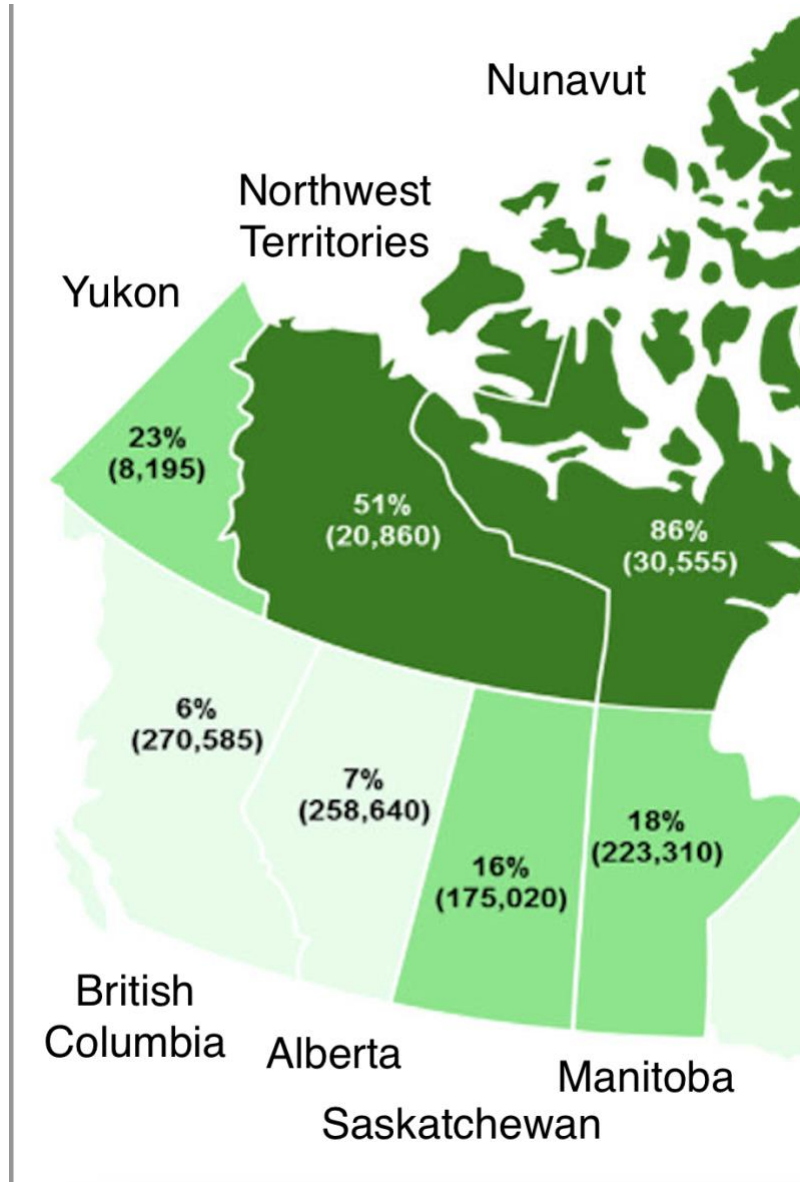 Nunavut
Northwest
Territories
Yukon
23%
(8,195)
51%
(20,860)
86%
(30,555)
6%
(270,585)
7%
(258,640)
18%
(223,310)
16%
(175,020)
British
Columbia
Alberta
Manitoba
Saskatchewan